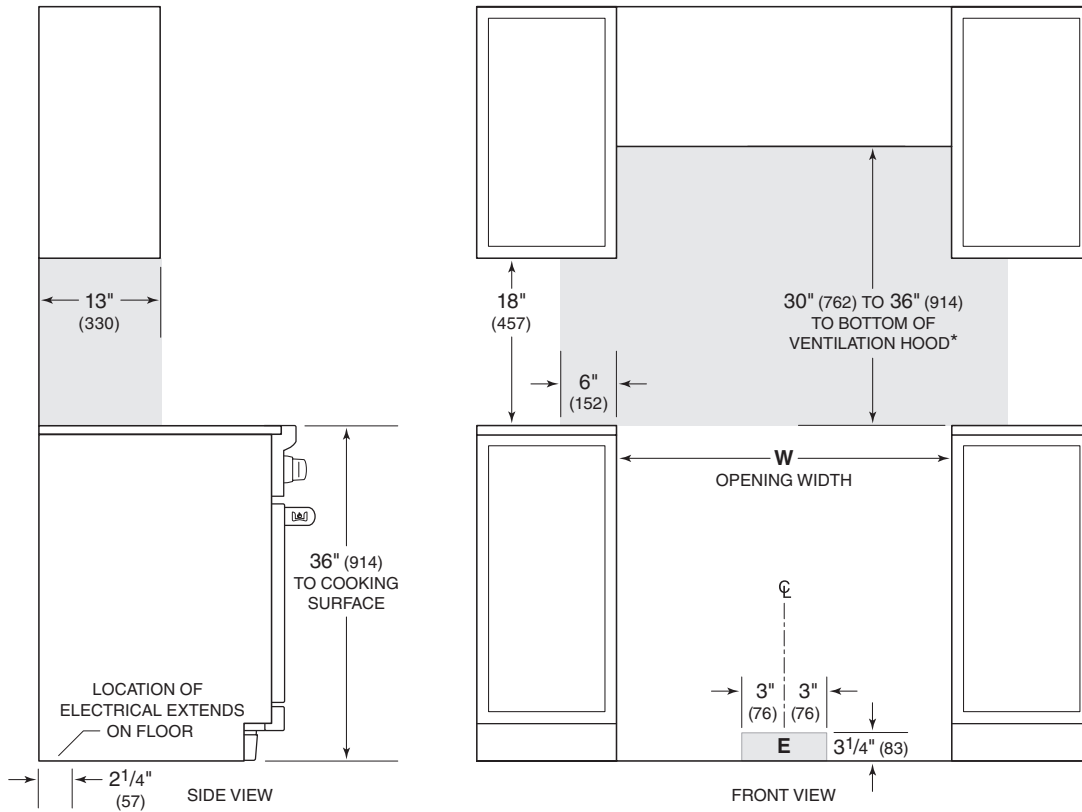 13"
(330)
36" (914)
TO COOKING
SURFACE
LOCATION OF
ELECTRICAL EXTENDS
ON FLOOR
2 1/4"
(57)
SIDE VIEW
18"
(457)
30" (762) TO 36" (914)
TO BOTTOM OF
VENTILATION HOOD*
6"
(152)
W
OPENING WIDTH
℄
3" 3"
(76) (76)
E
3 1/4" (83)
FRONT VIEW